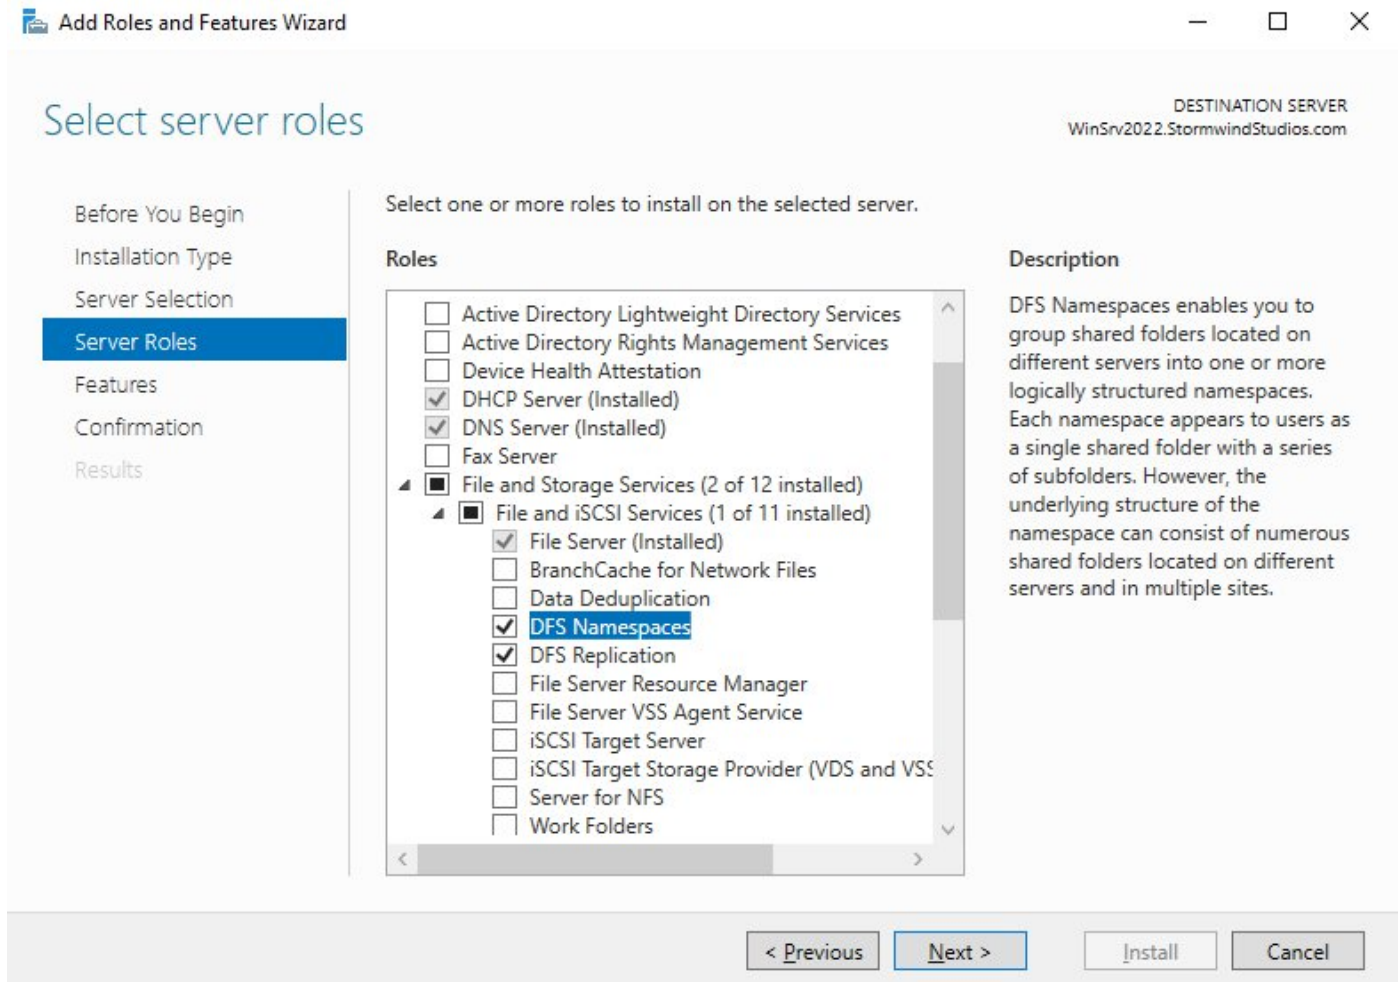 Add Roles and Features Wizard
Select server roles
DESTINATION SERVER
WinSrv2022.StormwindStudios.com
Before You Begin
Installation Type
Server Selection
Server Roles
Features
Confirmation
Results
Select one or more roles to install on the selected server.
Roles
Active Directory Lightweight Directory Services
Active Directory Rights Management Services
Device Health Attestation
DHCP Server (Installed)
DNS Server (Installed)
Fax Server
File and Storage Services (2 of 12 installed)
File and iSCSI Services (1 of 11 installed)
File Server (Installed)
BranchCache for Network Files
Data Deduplication
DFS Namespaces
DFS Replication
File Server Resource Manager
File Server VSS Agent Service
iSCSI Target Server
iSCSI Target Storage Provider (VDS and VSS
Server for NFS
Work Folders
Description
DFS Namespaces enables you to
group shared folders located on
different servers into one or more
logically structured namespaces.
Each namespace appears to users as
a single shared folder with a series
of subfolders. However, the
underlying structure of the
namespace can consist of numerous
shared folders located on different
servers and in multiple sites.
< Previous
Next >
Install
Cancel